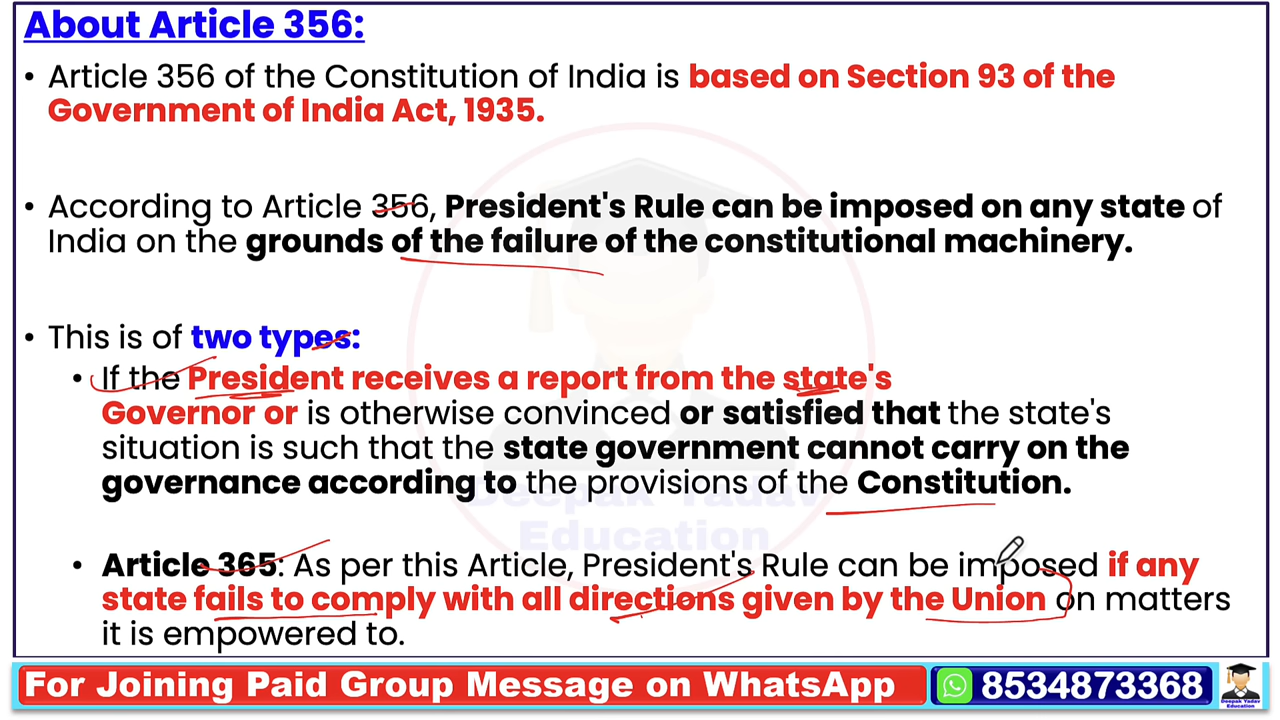 About Article 356:
• Article 356 of the Constitution of India is based on Section 93 of the
Government of India Act, 1935.
• According to Article 356, President's Rule can be imposed on any state of
India on the grounds of the failure of the constitutional machinery.
• This is of two types:
• If the President receives a report from the state's
Governor or is otherwise convinced or satisfied that the state's
situation is such that the state government cannot carry on the
governance according to the provisions of the Constitution.
Deepak Yadav
Education
• Article 365: As per this Article, President's Rule can be imposed if any
state fails to comply with all directions given by the Union on matters
it is empowered to.
For Joining Paid Group Message on WhatsApp
8534873368
Deepak Yadav
Education